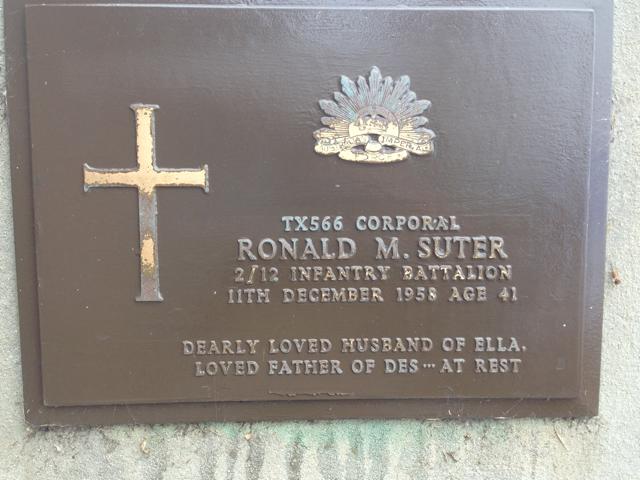 TX566 CORPORAL
RONALD M. SUTER
2/12 INFANTRY BATTALION
11TH DECEMBER 1958 AGE 41
DEARLY LOVED HUSBAND OF ELLA.
LOVED FATHER OF DES ··· AT REST